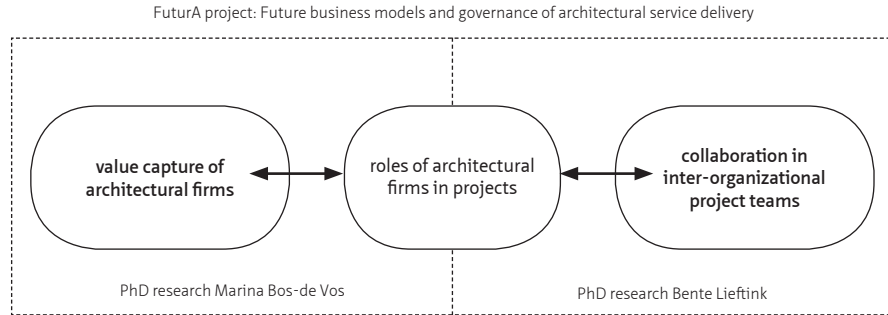 FuturA project: Future business models and governance of architectural service delivery
value capture of
architectural firms
roles of architectural
firms in projects
collaboration in
inter-organizational
project teams
PhD research Marina Bos-de Vos
PhD research Bente Lieftink